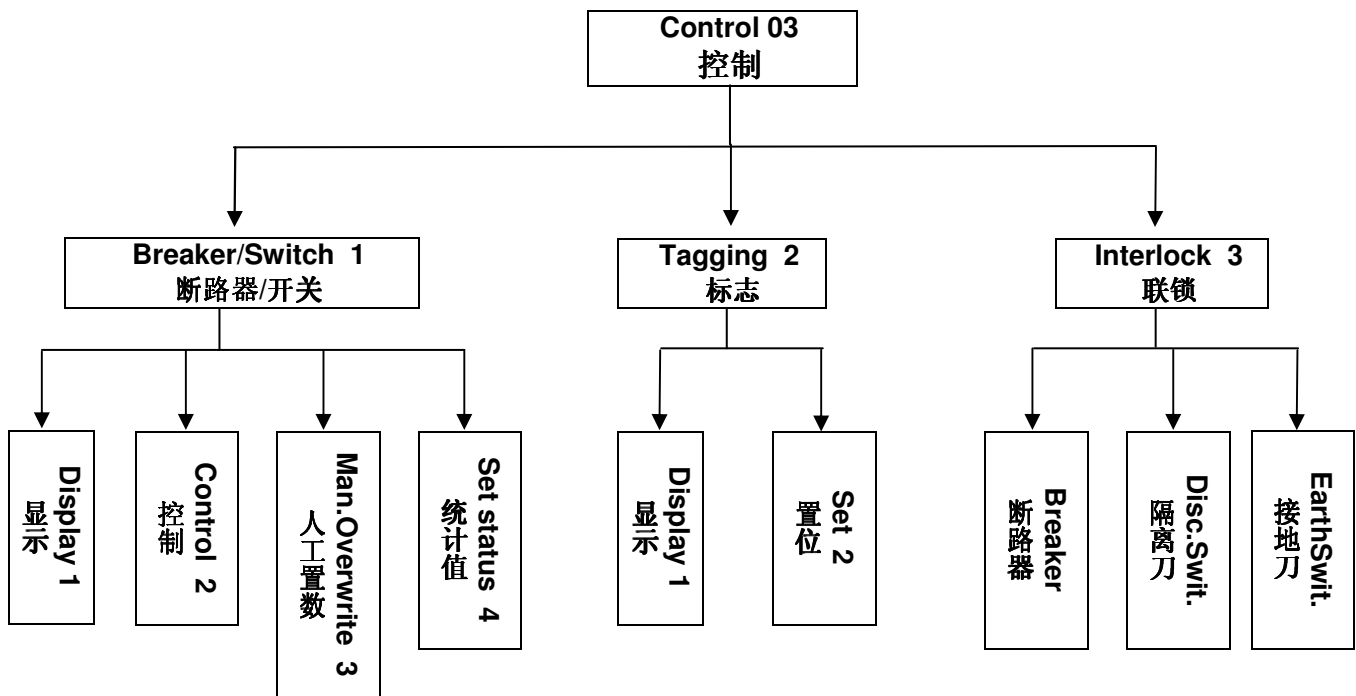 Control 03
控制
Breaker/Switch 1
断路器/开关
Tagging 2
标志
Interlock 3
联锁
Display 1
显示
Control 2
控制
Man.Overwrite 3
人工置数
Set status 4
统计值
Display 1
显示
Set 2
置位
Breaker
断路器
Disc.Swit.
隔离刀
EarthSwit.
接地刀